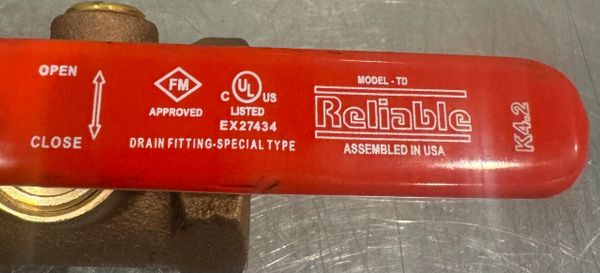 OPEN
CLOSE
FM
APPROVED
C UL US
LISTED
EX27434
DRAIN FITTING-SPECIAL TYPE
MODEL - TD
Reliable
ASSEMBLED IN USA
K4.2